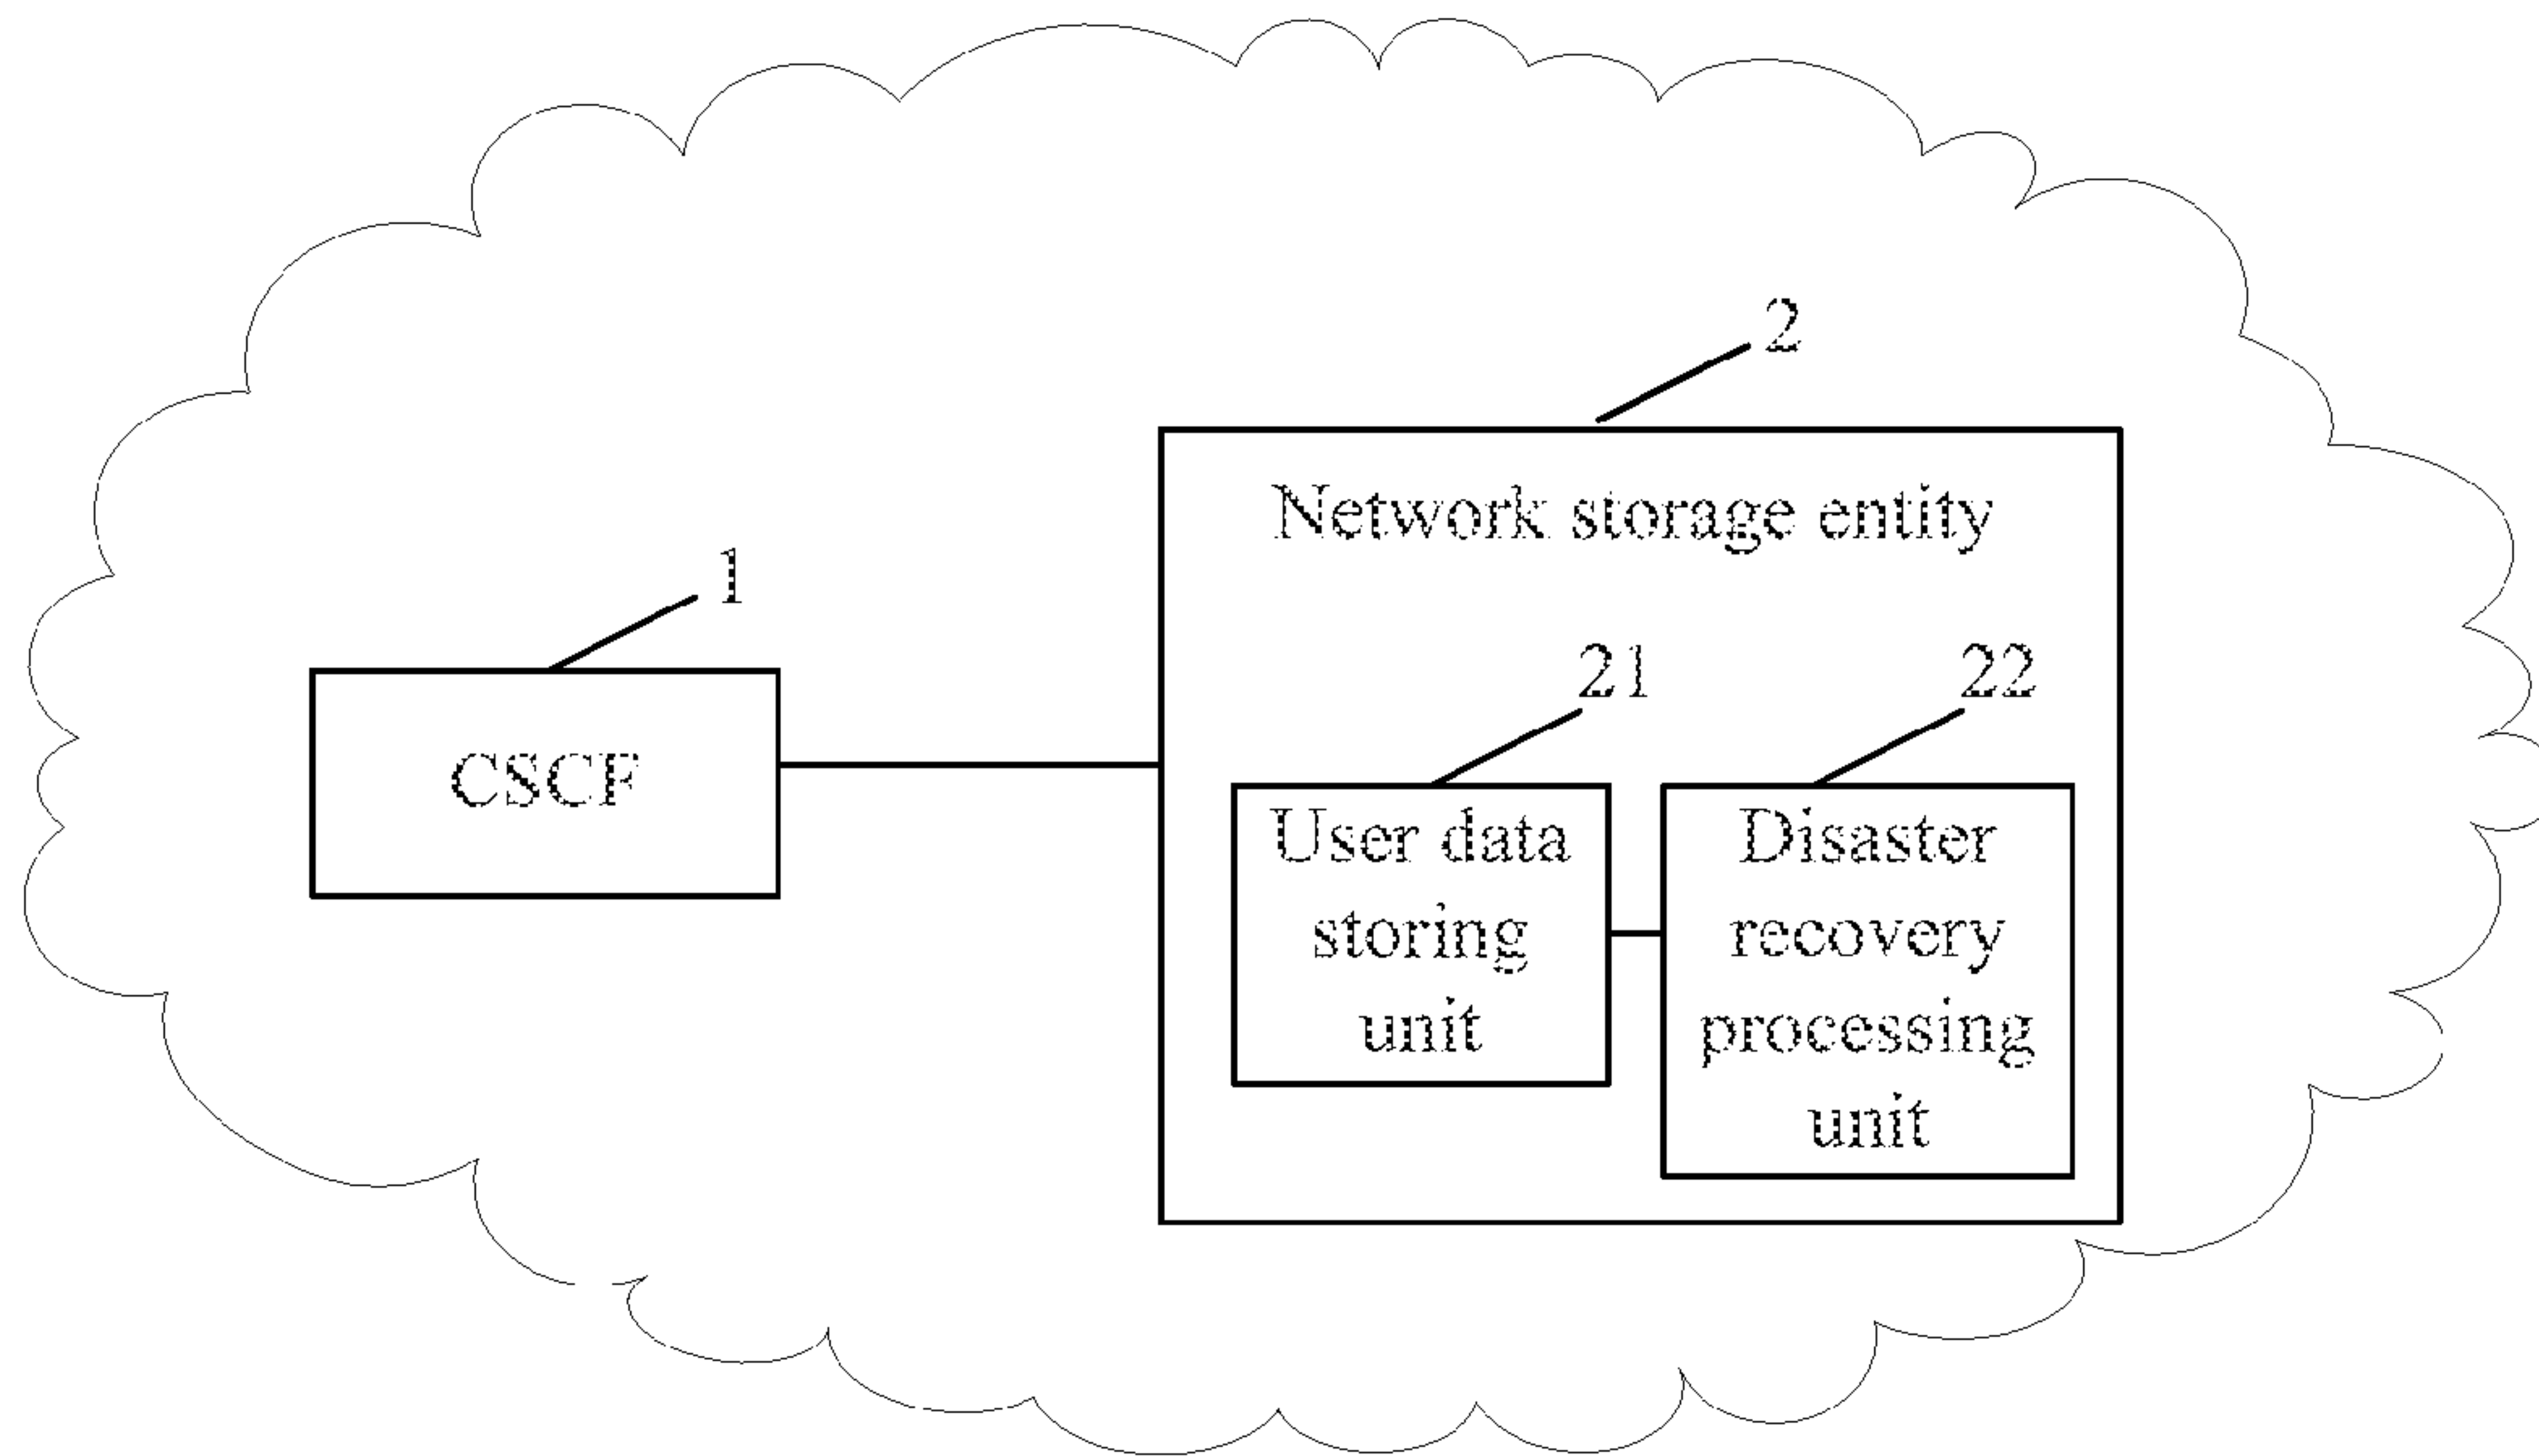 2
Network storage entity
1
CSCF
21
22
User data
storing
unit
Disaster
recovery
processing
unit